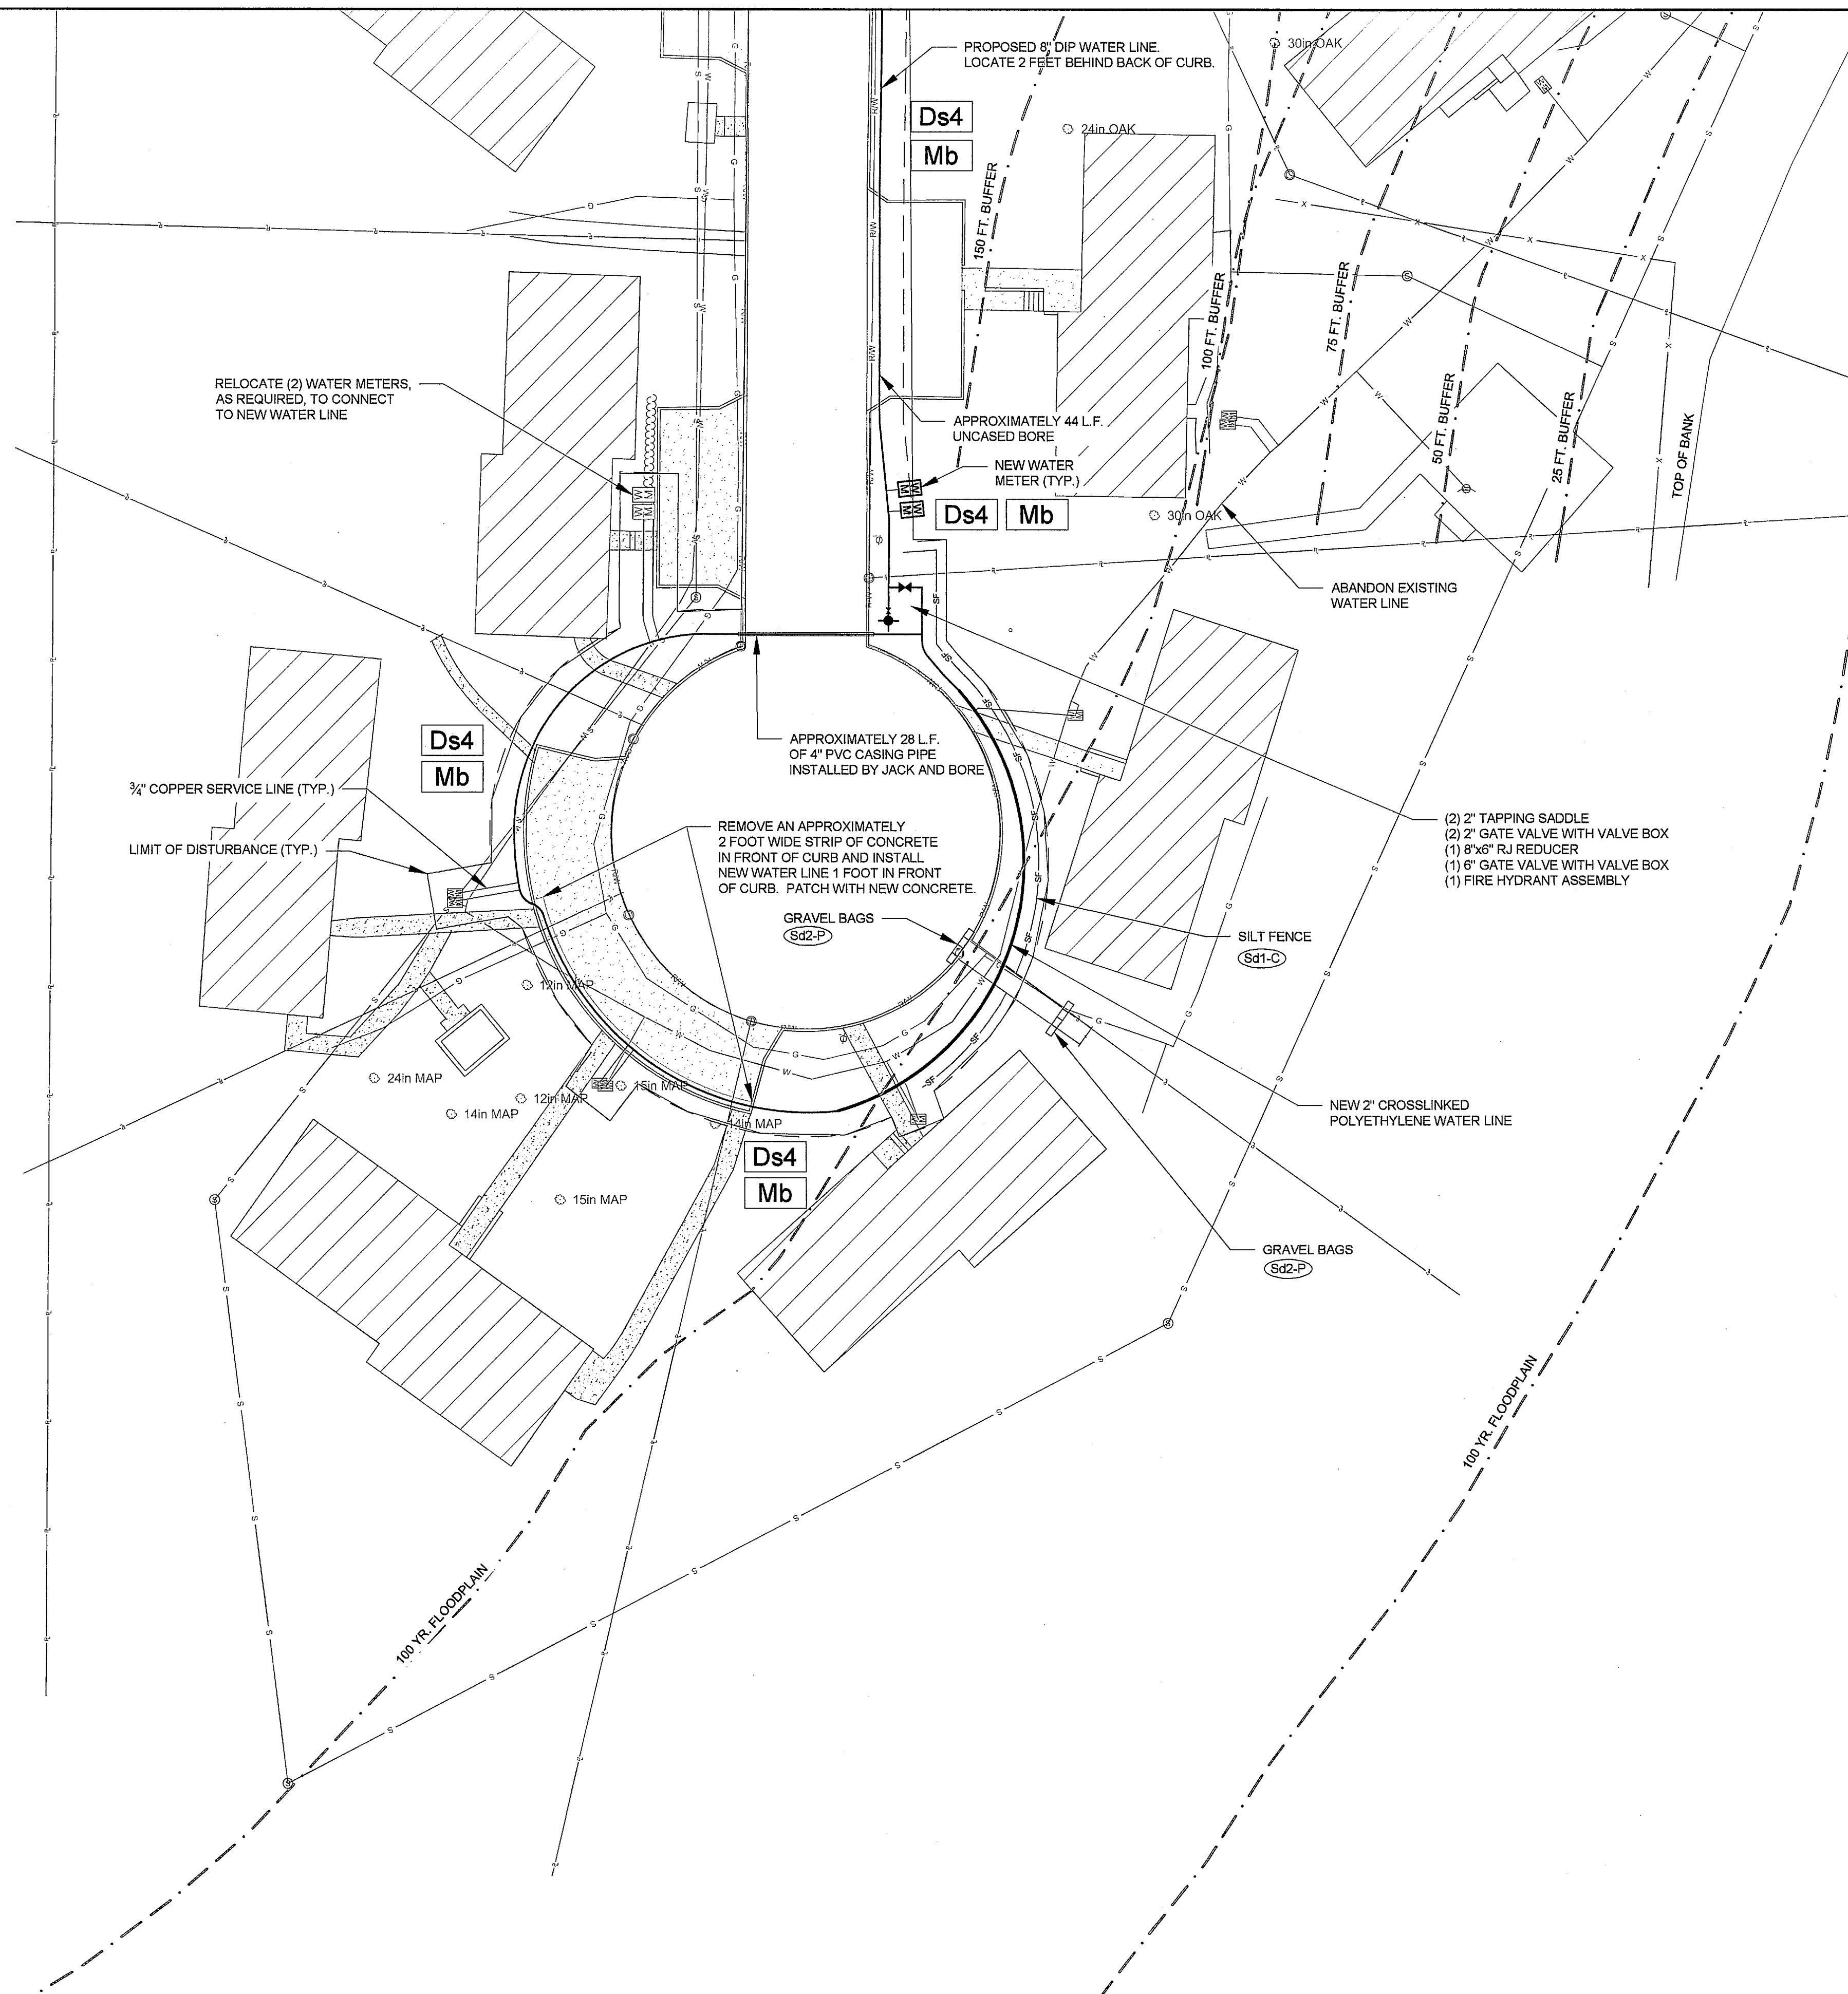 PROPOSED 8" DIP WATER LINE.
LOCATE 2 FEET BEHIND BACK OF CURB.
30in OAK
Ds4
Mb
24in OAK
150 FT. BUFFER
100 FT. BUFFER
75 FT. BUFFER
50 FT. BUFFER
25 FT. BUFFER
TOP OF BANK
RELOCATE (2) WATER METERS,
AS REQUIRED, TO CONNECT
TO NEW WATER LINE
APPROXIMATELY 44 L.F.
UNCASED BORE
NEW WATER
METER (TYP.)
Ds4 Mb
30in OAK
ABANDON EXISTING
WATER LINE
Ds4
Mb
APPROXIMATELY 28 L.F.
OF 4" PVC CASING PIPE
INSTALLED BY JACK AND BORE
¾" COPPER SERVICE LINE (TYP.)
LIMIT OF DISTURBANCE (TYP.)
REMOVE AN APPROXIMATELY
2 FOOT WIDE STRIP OF CONCRETE
IN FRONT OF CURB AND INSTALL
NEW WATER LINE 1 FOOT IN FRONT
OF CURB. PATCH WITH NEW CONCRETE.
(2) 2" TAPPING SADDLE
(2) 2" GATE VALVE WITH VALVE BOX
(1) 8"x6" RJ REDUCER
(1) 6" GATE VALVE WITH VALVE BOX
(1) FIRE HYDRANT ASSEMBLY
GRAVEL BAGS
Sd2-P
SILT FENCE
Sd1-C
12in MAP
24in MAP
14in MAP
12in MAP
15in MAP
14in MAP
15in MAP
Ds4
Mb
NEW 2" CROSSLINKED
POLYETHYLENE WATER LINE
GRAVEL BAGS
Sd2-P
100 YR. FLOODPLAIN
100 YR. FLOODPLAIN